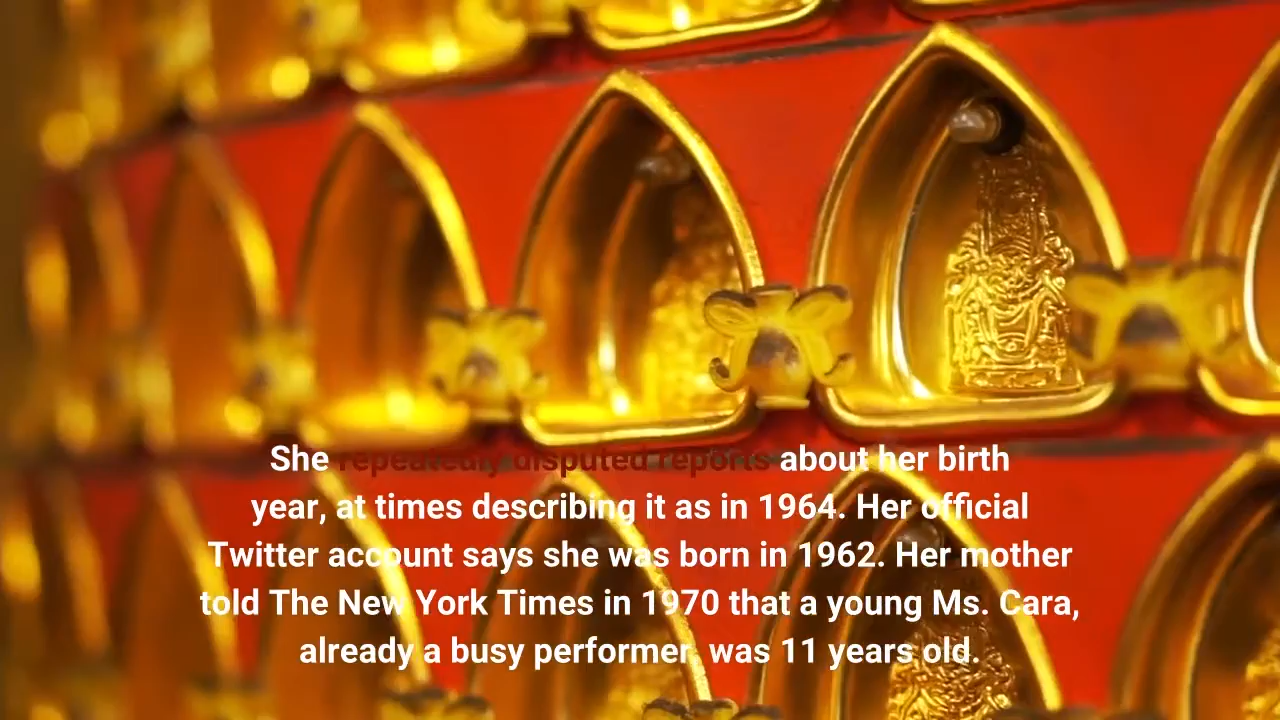 She repeatedly disputed reports about her birth
year, at times describing it as in 1964. Her official
Twitter account says she was born in 1962. Her mother
told The New York Times in 1970 that a young Ms. Cara,
already a busy performer, was 11 years old.